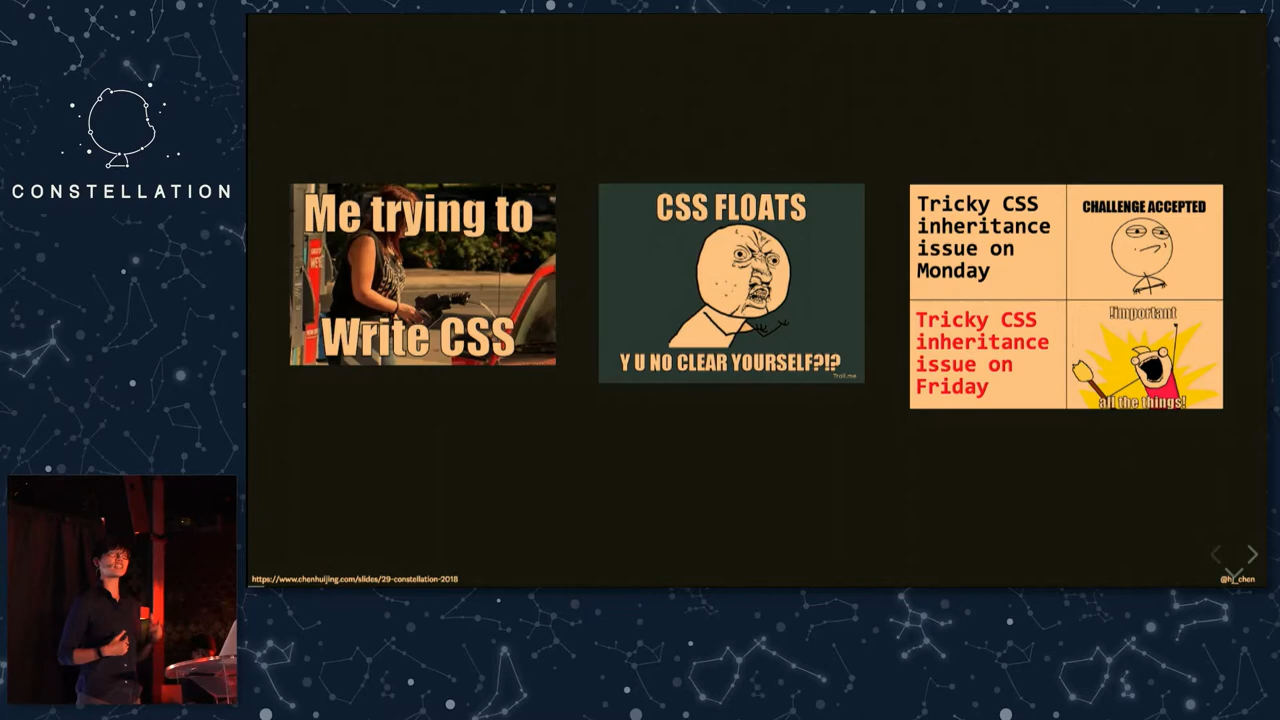 CONSTELLATION
Me trying to
Write CSS
CSS FLOATS
Y U NO CLEAR YOURSELF?!?
Troll.me
Tricky CSS
inheritance
issue on
Monday
CHALLENGE ACCEPTED
Tricky CSS
inheritance
issue on
Friday
!important
all the things!
https://www.chenhuijing.com/slides/29-constellation-2018
@hj_chen